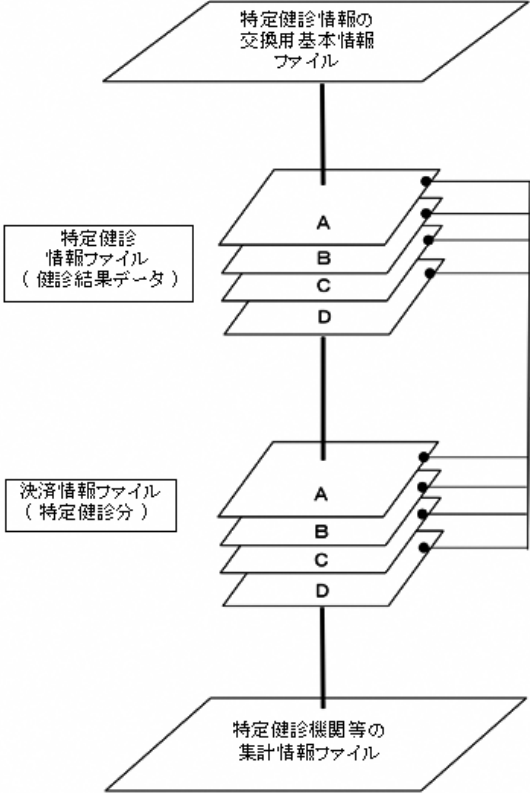 特定健診情報の
交換用基本情報
ファイル
A
B
C
D
特定健診
情報ファイル
（健診結果データ）
A
B
C
D
決済情報ファイル
（特定健診分）
特定健診機関等の
集計情報ファイル